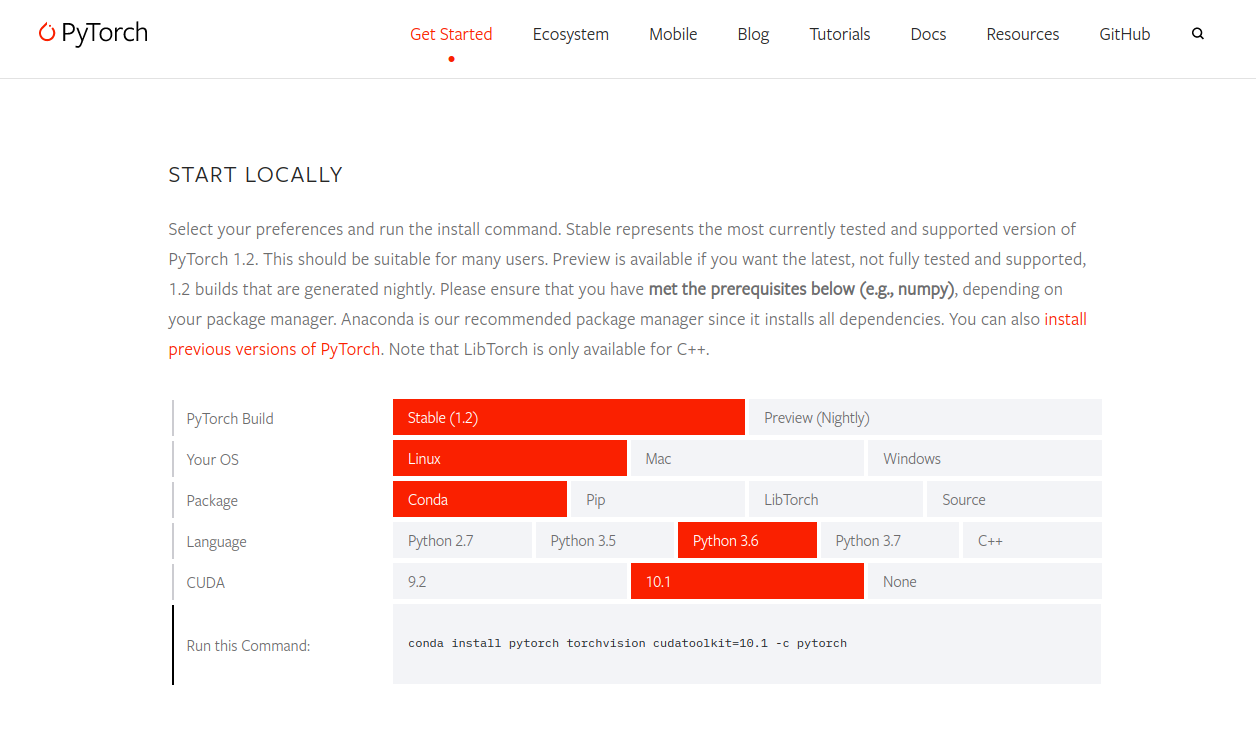 PyTorch
Get Started Ecosystem Mobile Blog Tutorials Docs Resources GitHub
START LOCALLY
Select your preferences and run the install command. Stable represents the most currently tested and supported version of
PyTorch 1.2. This should be suitable for many users. Preview is available if you want the latest, not fully tested and supported,
1.2 builds that are generated nightly. Please ensure that you have met the prerequisites below (e.g., numpy), depending on
your package manager. Anaconda is our recommended package manager since it installs all dependencies. You can also install
previous versions of PyTorch. Note that LibTorch is only available for C++.
PyTorch Build Stable (1.2) Preview (Nightly)
Your OS Linux Mac Windows
Package Conda Pip LibTorch Source
Language Python 2.7 Python 3.5 Python 3.6 Python 3.7 C++
CUDA 9.2 10.1 None
Run this Command: conda install pytorch torchvision cudatoolkit=10.1 -c pytorch